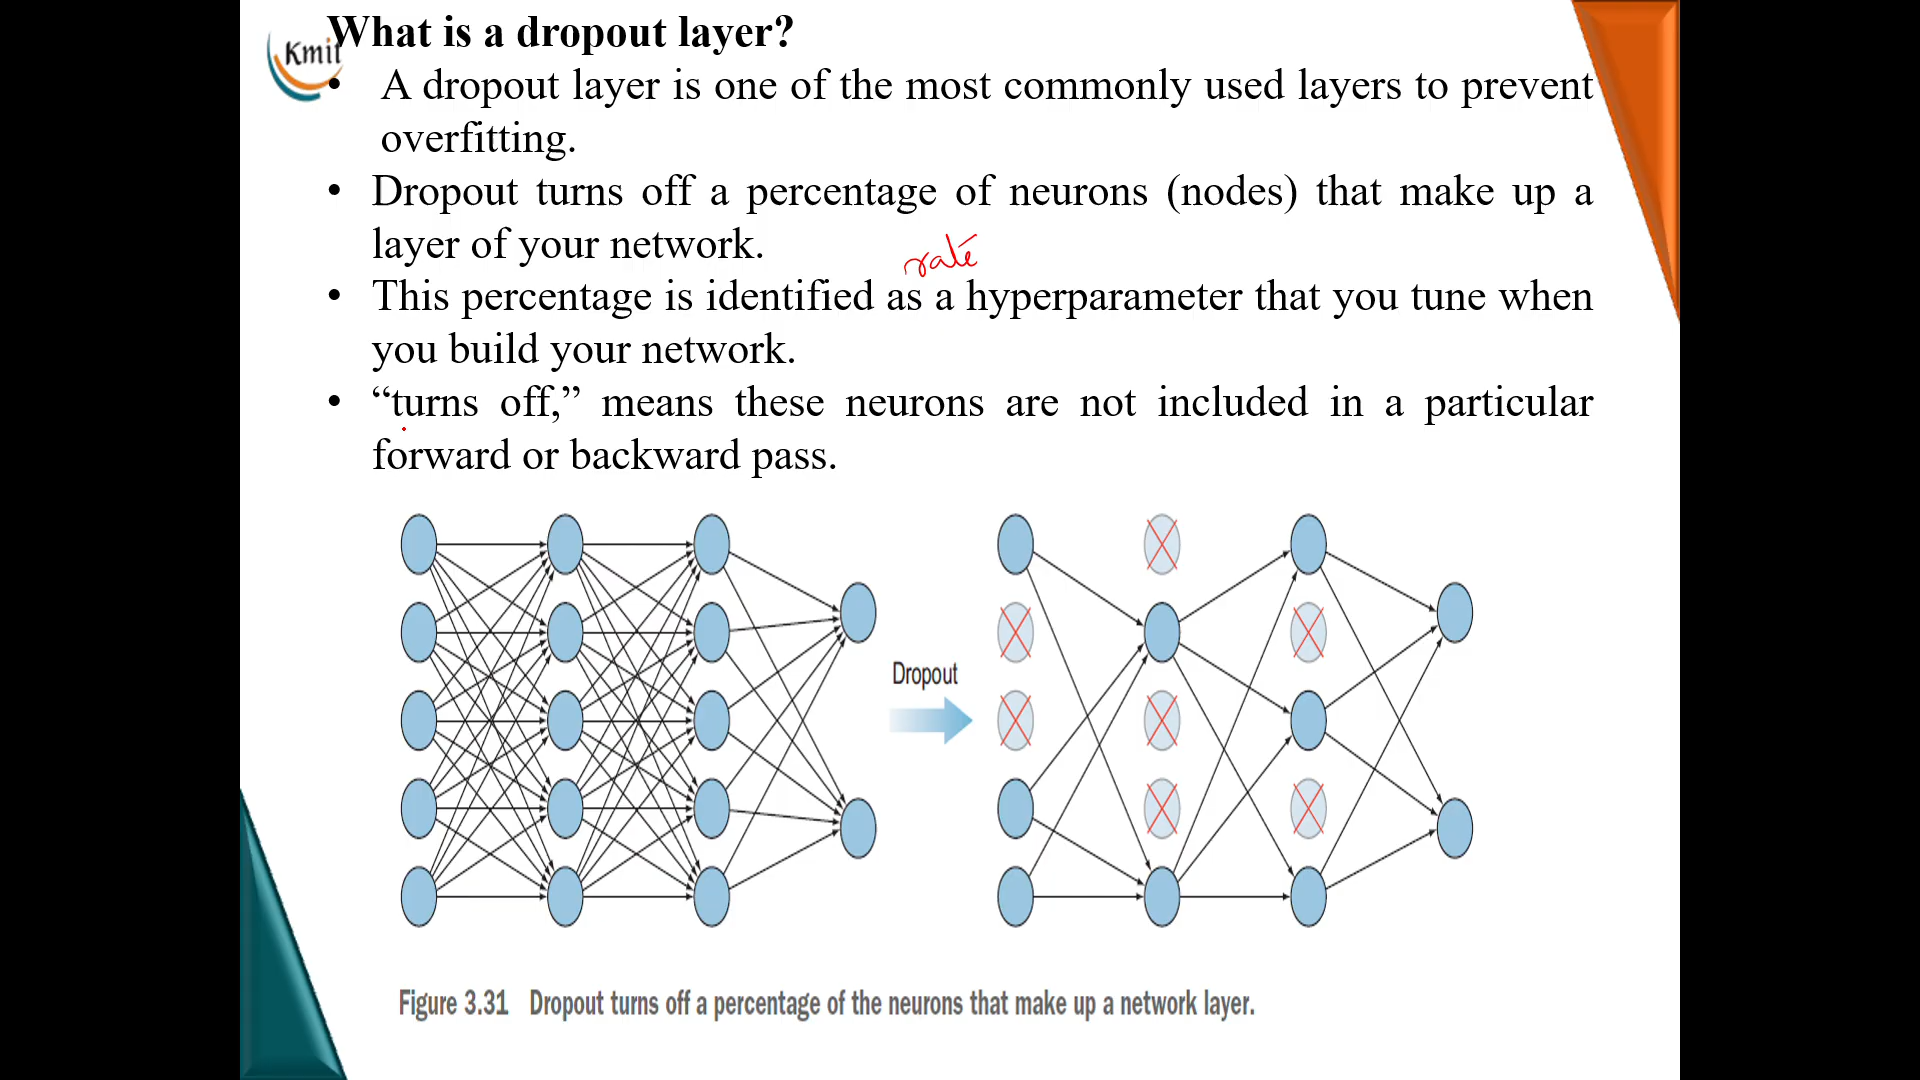 What is a dropout layer?
Kmit
• A dropout layer is one of the most commonly used layers to prevent
overfitting.
• Dropout turns off a percentage of neurons (nodes) that make up a
layer of your network.
rate
• This percentage is identified as a hyperparameter that you tune when
you build your network.
• “turns off,” means these neurons are not included in a particular
forward or backward pass.
Dropout
Figure 3.31 Dropout turns off a percentage of the neurons that make up a network layer.